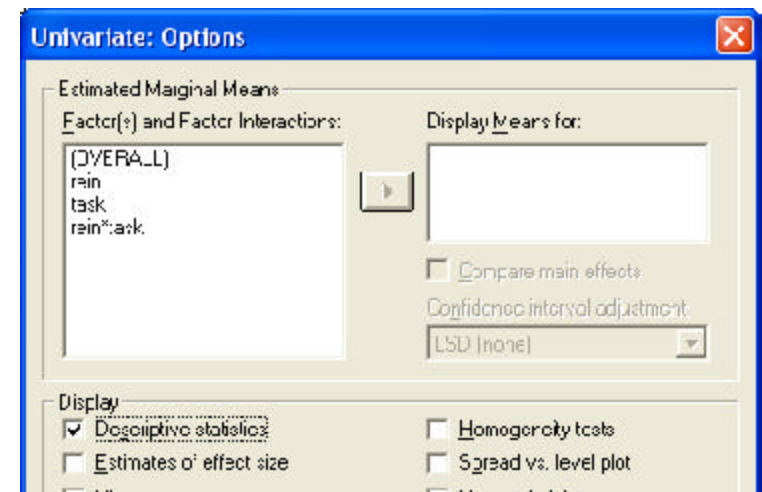 Univariate: Options
Estimated Marginal Means
Factor(s) and Factor Interactions:
(OVERALL)
rein
task
rein*task
Display Means for:
Compare main effects
Confidence interval adjustment
LSD (none)
Display
Descriptive statistics
Homogeneity tests
Estimates of effect size
Spread vs. level plot